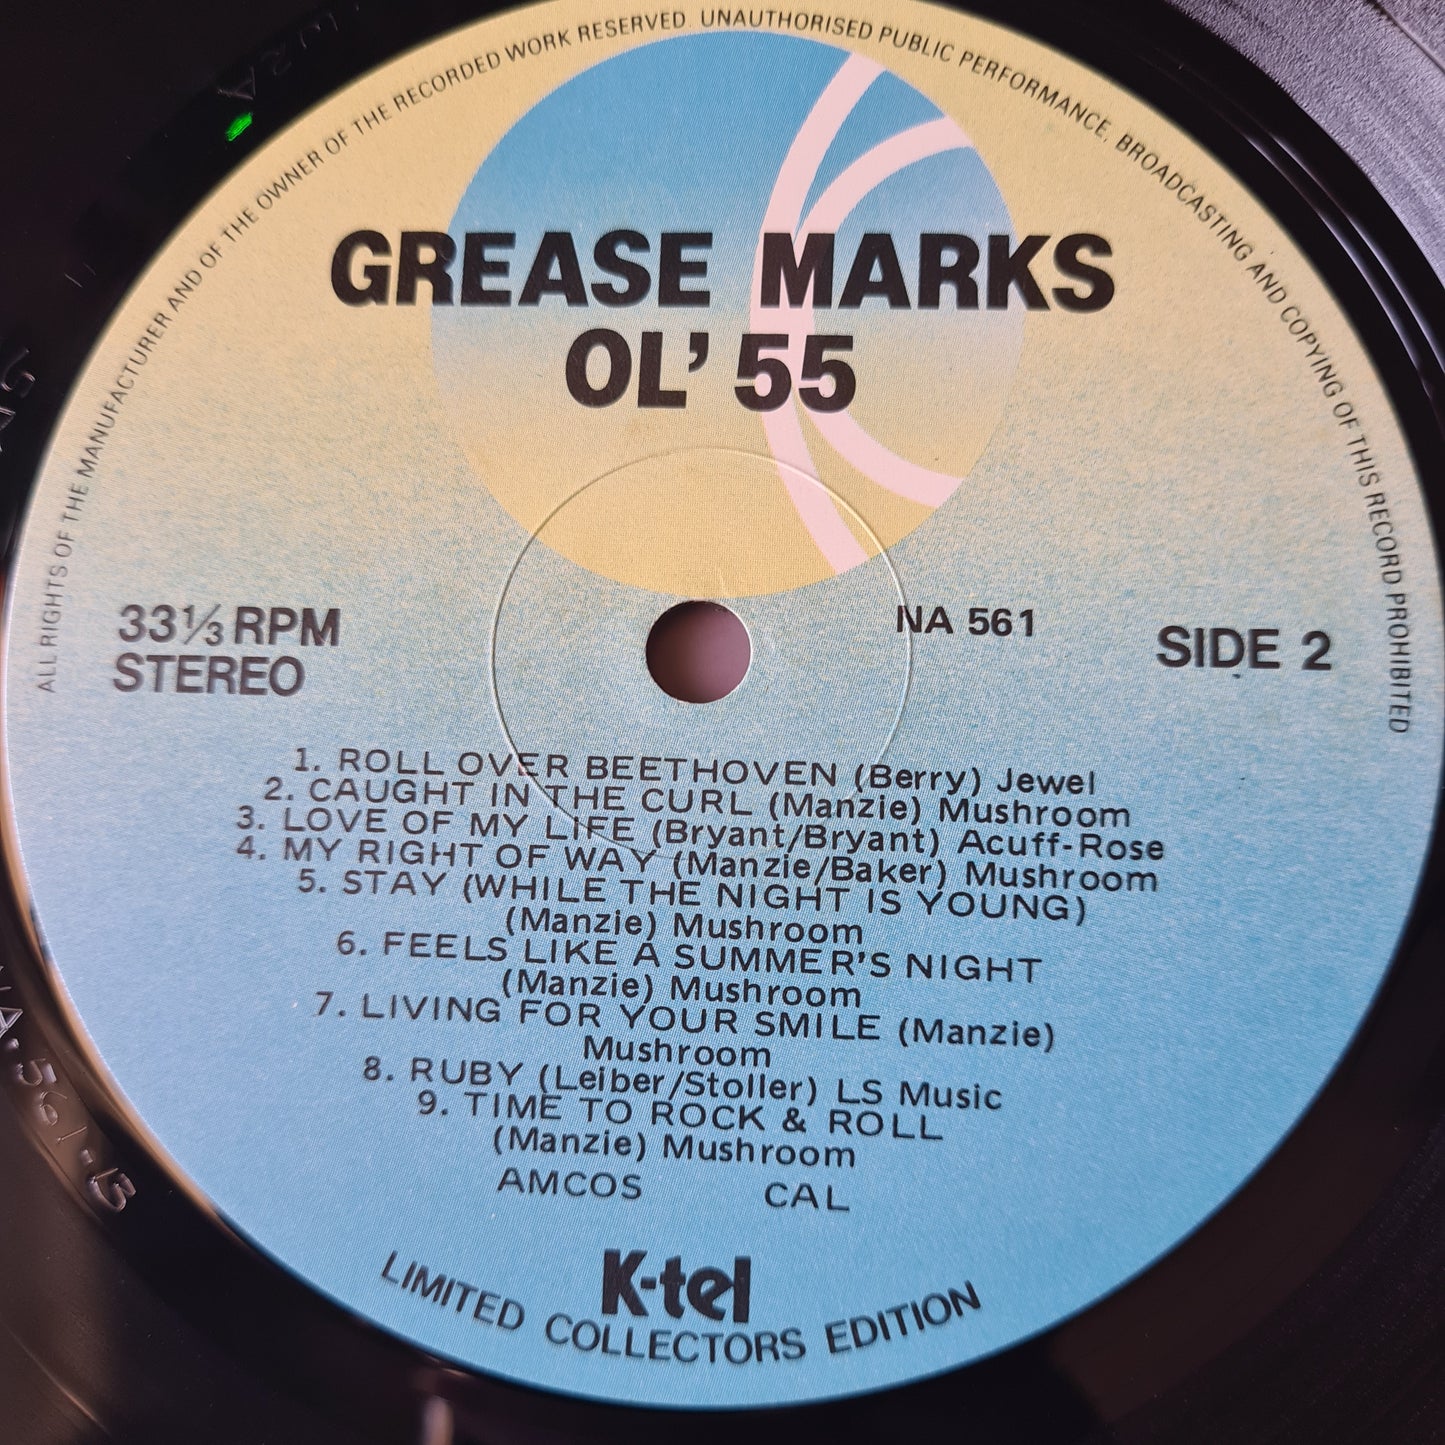 ALL RIGHTS OF THE MANUFACTURER AND OF THE OWNER OF THE RECORDED WORK RESERVED. UNAUTHORISED PUBLIC PERFORMANCE, BROADCASTING AND COPYING OF THIS RECORD PROHIBITED
GREASE MARKS
OL' 55
33⅓ RPM
STEREO
NA 561
SIDE 2
1. ROLL OVER BEETHOVEN (Berry) Jewel
2. CAUGHT IN THE CURL (Manzie) Mushroom
3. LOVE OF MY LIFE (Bryant/Bryant) Acuff-Rose
4. MY RIGHT OF WAY (Manzie/Baker) Mushroom
5. STAY (WHILE THE NIGHT IS YOUNG)
(Manzie) Mushroom
6. FEELS LIKE A SUMMER'S NIGHT
(Manzie) Mushroom
7. LIVING FOR YOUR SMILE (Manzie)
Mushroom
8. RUBY (Leiber/Stoller) LS Music
9. TIME TO ROCK & ROLL
(Manzie) Mushroom
AMCOS CAL
K-tel
LIMITED COLLECTORS EDITION